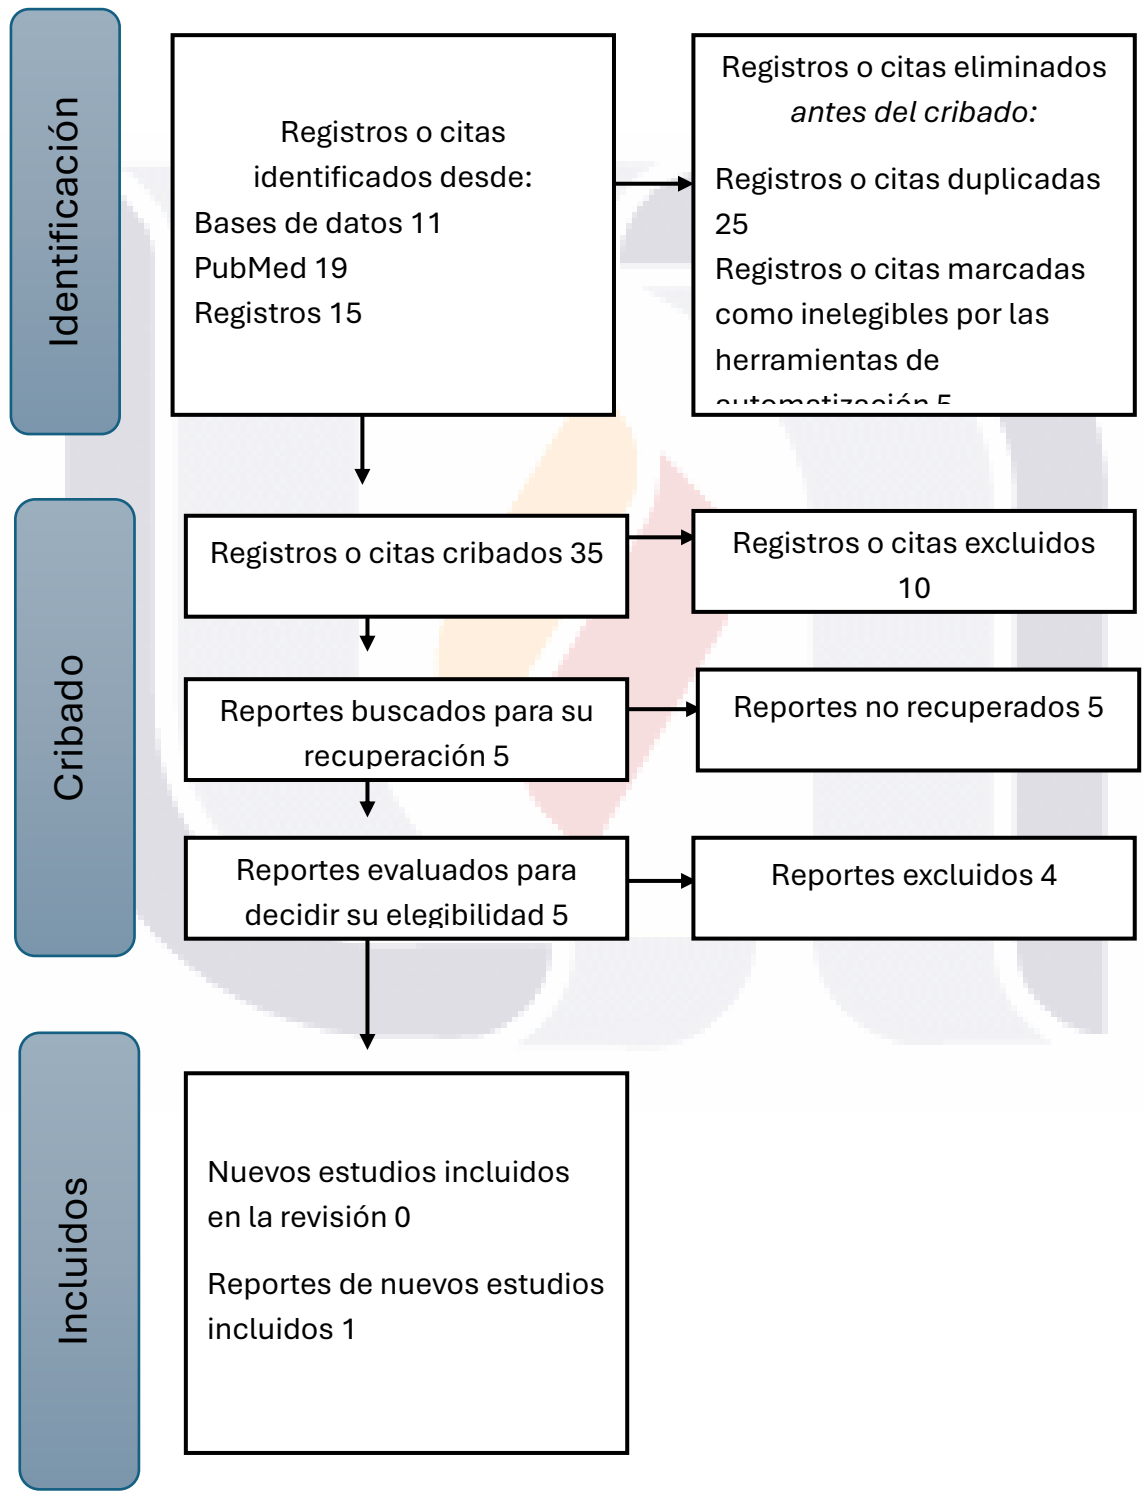 Identificación
Registros o citas
identificados desde:
Bases de datos 11
PubMed 19
Registros 15
Registros o citas eliminados
antes del cribado:
Registros o citas duplicadas
25
Registros o citas marcadas
como inelegibles por las
herramientas de
automatización 5
Cribado
Registros o citas cribados 35
Registros o citas excluidos
10
Reportes buscados para su
recuperación 5
Reportes no recuperados 5
Reportes evaluados para
decidir su elegibilidad 5
Reportes excluidos 4
Incluidos
Nuevos estudios incluidos
en la revisión 0
Reportes de nuevos estudios
incluidos 1